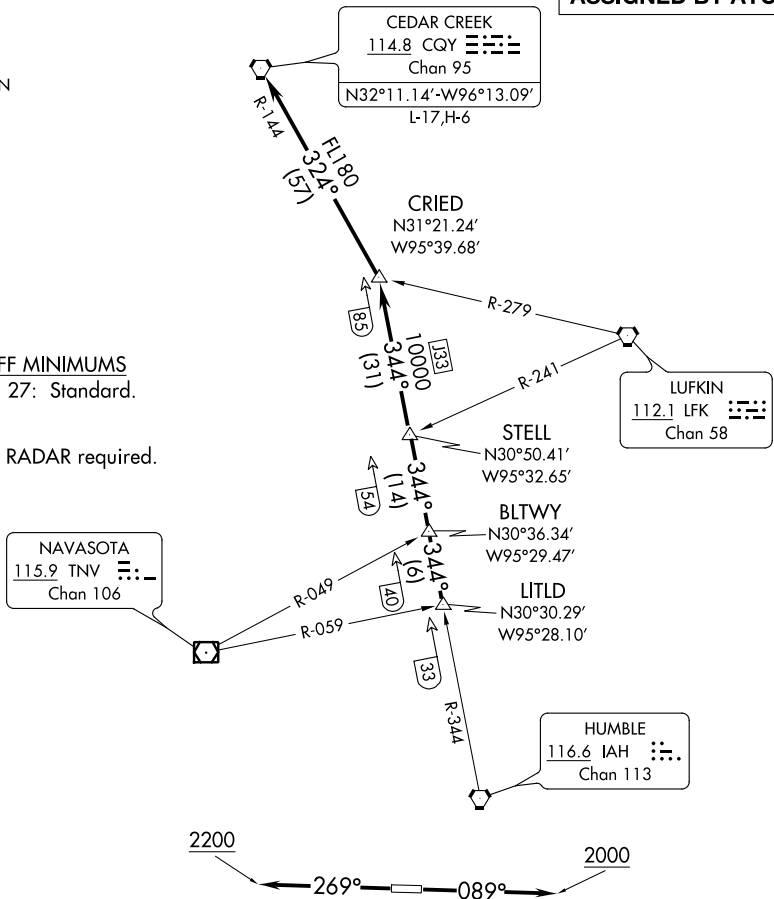 ASSIGNED BY ATC
CEDAR CREEK
114.8 CQY
Chan 95
N32°11.14'-W96°13.09'
L-17,H-6
N
R-144
FL180
324°
(57)
CRIED
N31°21.24'
W95°39.68'
R-279
85
J33
10000
344°
(31)
R-241
FF MINIMUMS
27: Standard.
LUFKIN
112.1 LFK
Chan 58
STELL
N30°50.41'
W95°32.65'
RADAR required.
54
344°
(14)
BLTWY
N30°36.34'
W95°29.47'
NAVASOTA
115.9 TNV
Chan 106
R-049
40
344°
(6)
LITLD
N30°30.29'
W95°28.10'
R-059
33
R-344
HUMBLE
116.6 IAH
Chan 113
2200
2000
269°
089°